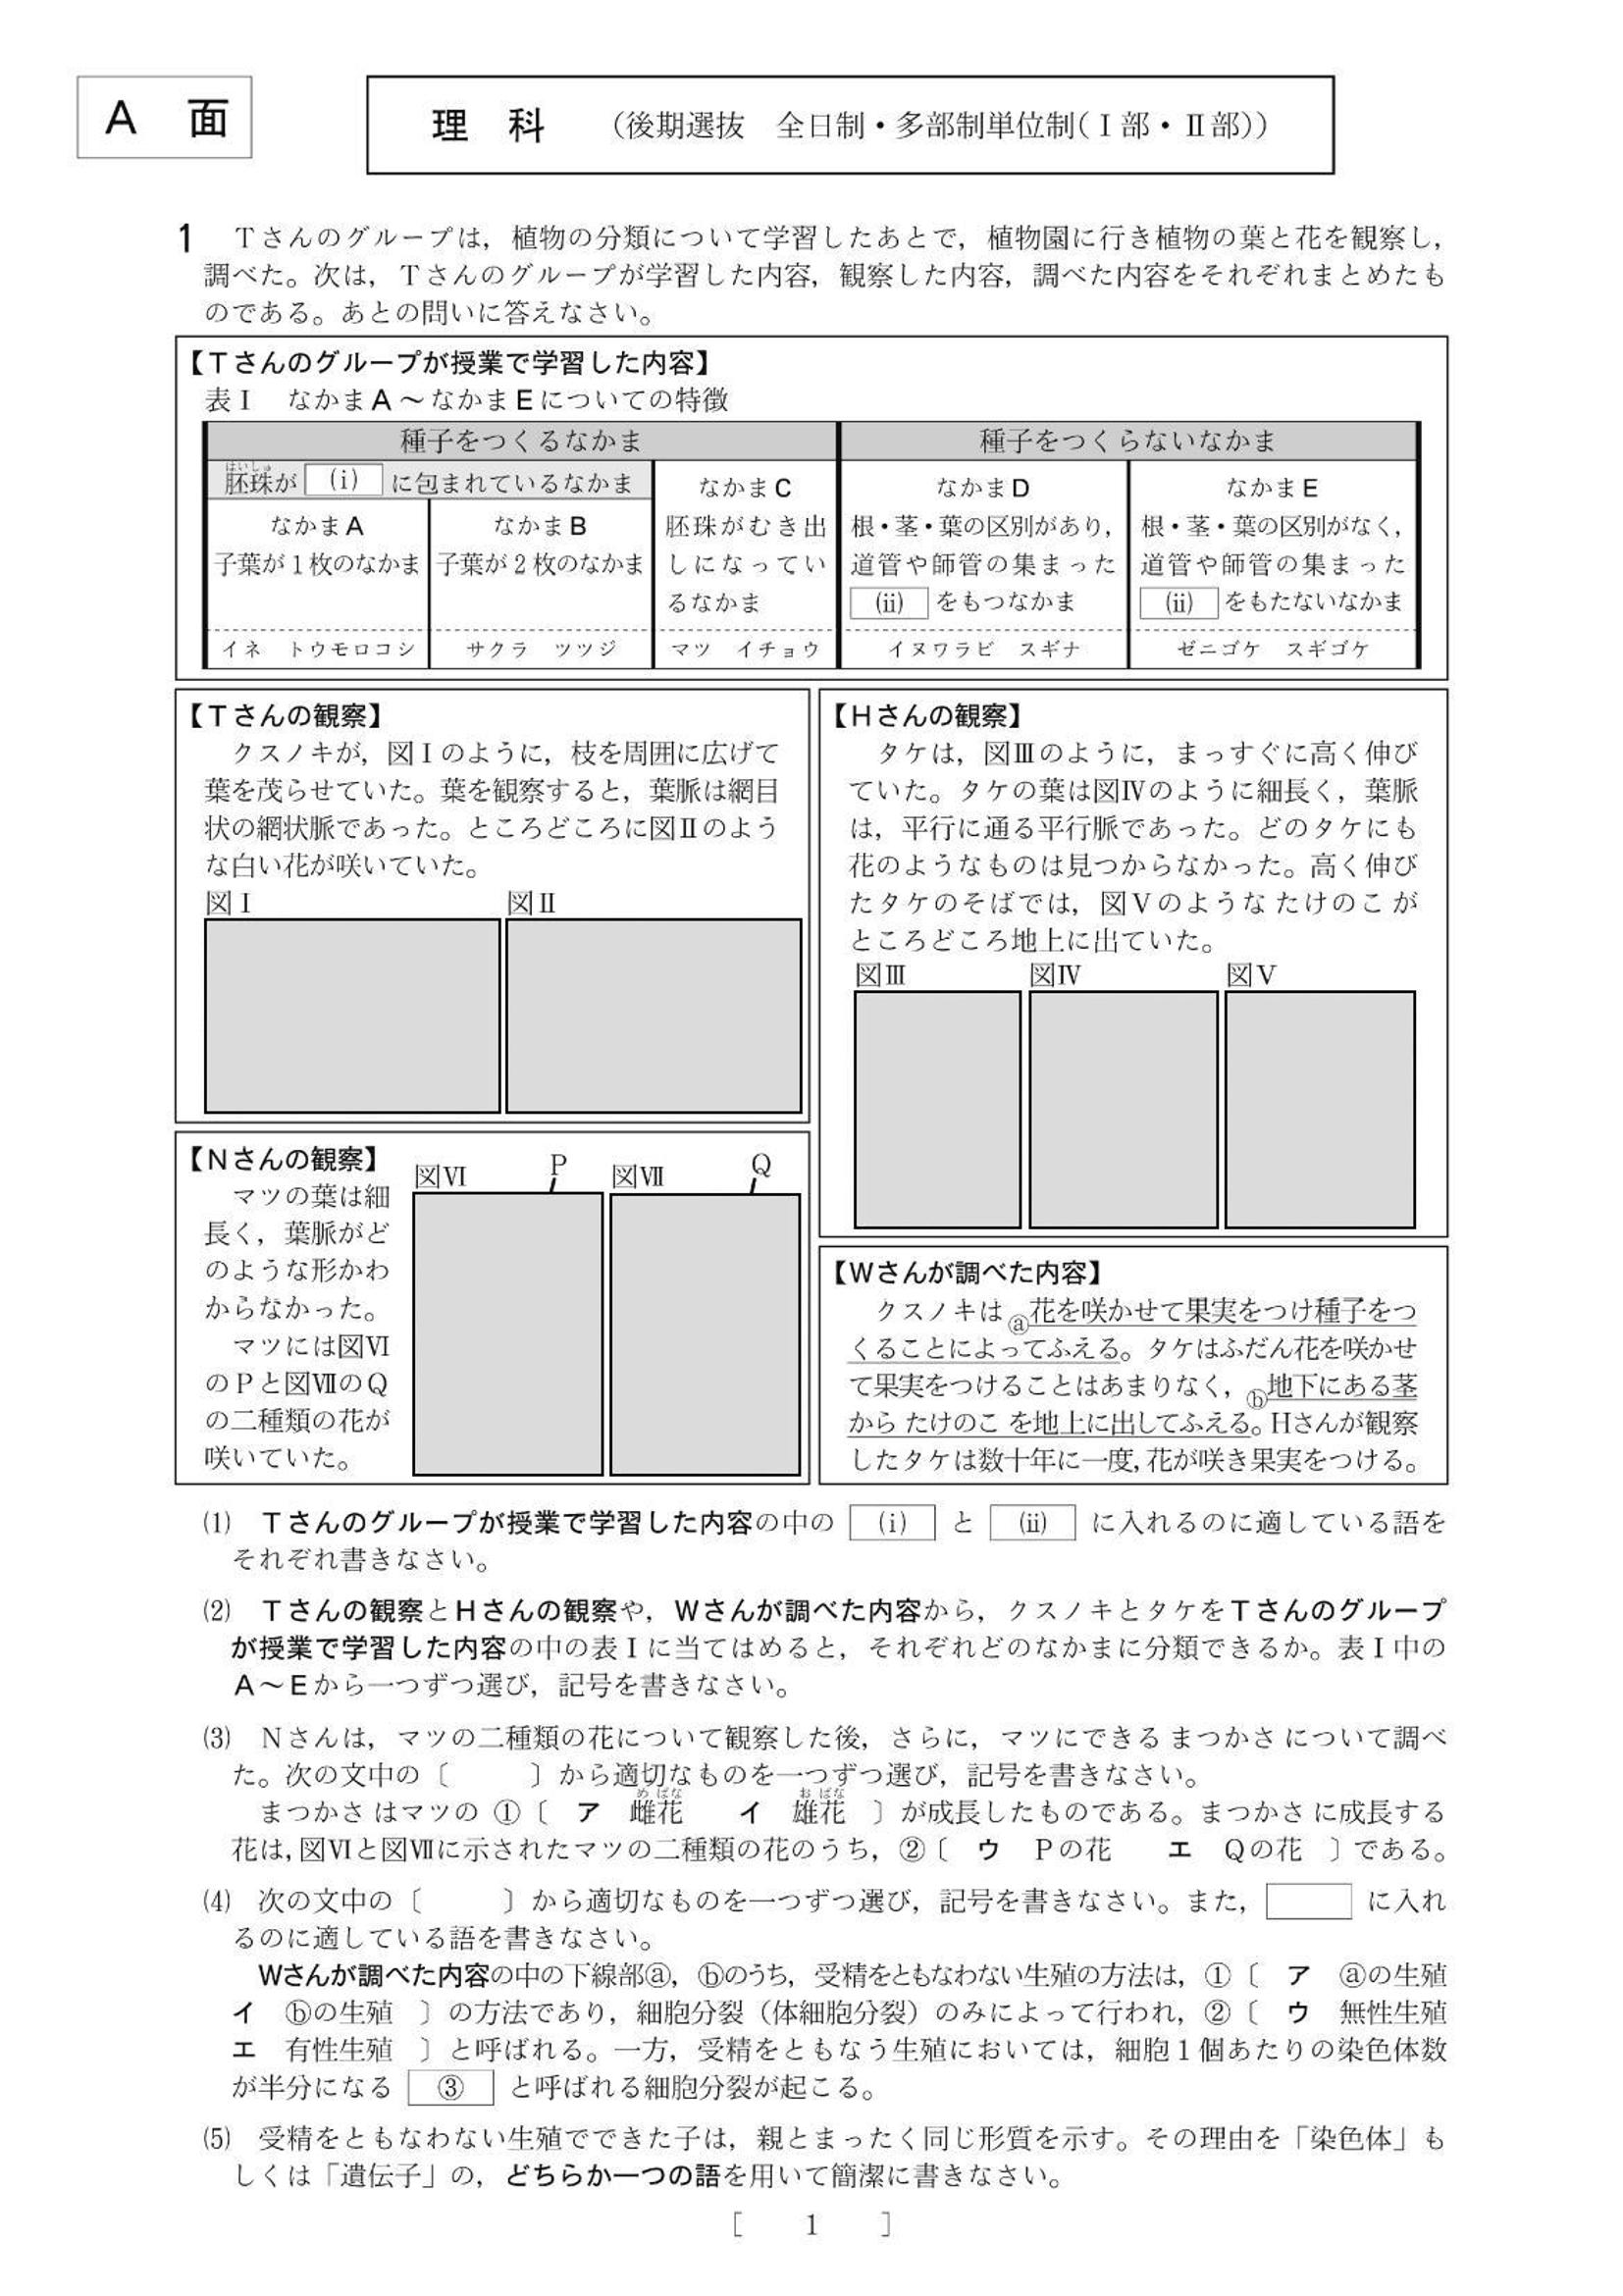 A 面
理 科 （後期選抜 全日制・多部制単位制（Ⅰ部・Ⅱ部））
1 Ｔさんのグループは，植物の分類について学習したあとで，植物園に行き植物の葉と花を観察し，
調べた。次は，Ｔさんのグループが学習した内容，観察した内容，調べた内容をそれぞれまとめたも
のである。あとの問いに答えなさい。
【Ｔさんのグループが授業で学習した内容】
表Ⅰ なかまA～なかまEについての特徴
種子をつくるなかま
種子をつくらないなかま
はいしゅ
胚珠が (i) に包まれているなかま
なかまA
子葉が１枚のなかま
イネ トウモロコシ
なかまB
子葉が２枚のなかま
サクラ ツツジ
なかまC
胚珠がむき出
しになってい
るなかま
マツ イチョウ
なかまD
根・茎・葉の区別があり，
道管や師管の集まった
(ii) をもつなかま
イヌワラビ スギナ
なかまE
根・茎・葉の区別がなく，
道管や師管の集まった
(ii) をもたないなかま
ゼニゴケ スギゴケ
【Ｔさんの観察】
クスノキが，図Ⅰのように，枝を周囲に広げて
葉を茂らせていた。葉を観察すると，葉脈は網目
状の網状脈であった。ところどころに図Ⅱのよう
な白い花が咲いていた。
図Ⅰ 図Ⅱ
【Ｈさんの観察】
タケは，図Ⅲのように，まっすぐに高く伸び
ていた。タケの葉は図Ⅳのように細長く，葉脈
は，平行に通る平行脈であった。どのタケにも
花のようなものは見つからなかった。高く伸び
たタケのそばでは，図Ⅴのような たけのこ が
ところどころ地上に出ていた。
図Ⅲ 図Ⅳ 図Ⅴ
【Ｎさんの観察】
マツの葉は細
長く，葉脈がど
のような形かわ
からなかった。
マツには図Ⅵ
のＰと図ⅦのＱ
の二種類の花が
咲いていた。
図Ⅵ Ｐ 図Ⅶ Ｑ
【Ｗさんが調べた内容】
クスノキはⓐ花を咲かせて果実をつけ種子をつ
くることによってふえる。タケはふだん花を咲かせ
て果実をつけることはあまりなく，ⓑ地下にある茎
から たけのこ を地上に出してふえる。Ｈさんが観察
したタケは数十年に一度，花が咲き果実をつける。
(1) Ｔさんのグループが授業で学習した内容の中の (i) と (ii) に入れるのに適している語を
それぞれ書きなさい。
(2) Ｔさんの観察とＨさんの観察や，Ｗさんが調べた内容から，クスノキとタケをＴさんのグループ
が授業で学習した内容の中の表Ⅰに当てはめると，それぞれどのなかまに分類できるか。表Ⅰ中の
A～Eから一つずつ選び，記号を書きなさい。
(3) Ｎさんは，マツの二種類の花について観察した後，さらに，マツにできる まつかさ について調べ
た。次の文中の〔 〕から適切なものを一つずつ選び，記号を書きなさい。
めばな おばな
まつかさ はマツの ①〔 ア 雌花 イ 雄花 〕が成長したものである。まつかさ に成長する
花は，図Ⅵと図Ⅶに示されたマツの二種類の花のうち，②〔 ウ Ｐの花 エ Ｑの花 〕である。
(4) 次の文中の〔 〕から適切なものを一つずつ選び，記号を書きなさい。また， に入れ
るのに適している語を書きなさい。
Ｗさんが調べた内容の中の下線部ⓐ，ⓑのうち，受精をともなわない生殖の方法は，①〔 ア ⓐの生殖
イ ⓑの生殖 〕の方法であり，細胞分裂（体細胞分裂）のみによって行われ，②〔 ウ 無性生殖
エ 有性生殖 〕と呼ばれる。一方，受精をともなう生殖においては，細胞１個あたりの染色体数
が半分になる ③ と呼ばれる細胞分裂が起こる。
(5) 受精をともなわない生殖でできた子は，親とまったく同じ形質を示す。その理由を「染色体」も
しくは「遺伝子」の，どちらか一つの語を用いて簡潔に書きなさい。
［ 1 ］